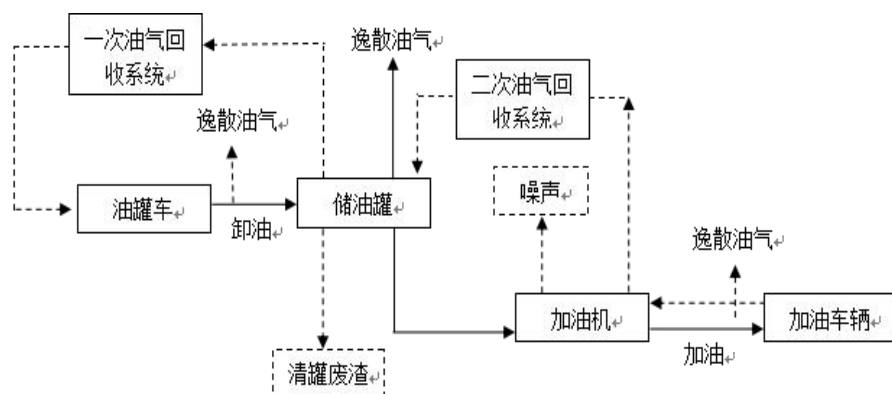 一次油气回
收系统
逸散油气
二次油气回
收系统
逸散油气
油罐车
卸油
储油罐
噪声
逸散油气
加油机
加油
加油车辆
清罐废渣